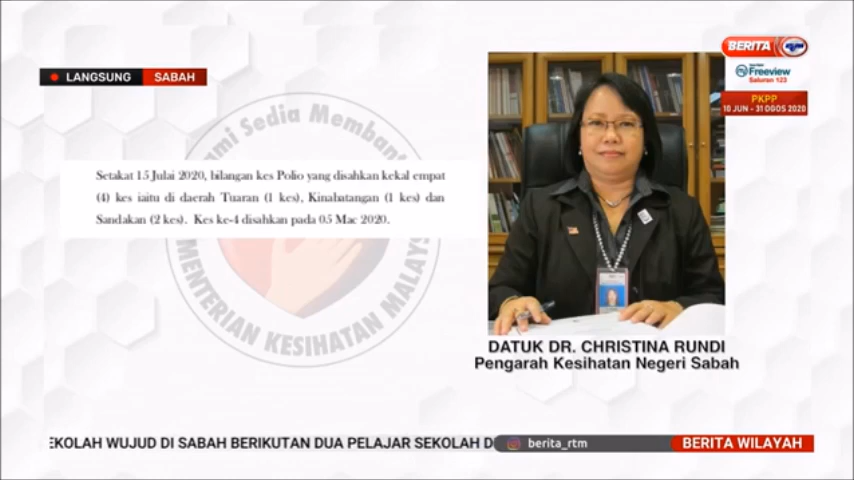 BERITA
Freeview
Saluran 123
LANGSUNG SABAH
PKPP
10 JUN - 31 OGOS 2020
Kami Sedia Membantu
Setakat 15 Julai 2020, bilangan kes Polio yang disahkan kekal empat
(4) kes iaitu di daerah Tuaran (1 kes), Kinabatangan (1 kes) dan
Sandakan (2 kes). Kes ke-4 disahkan pada 05 Mac 2020.
KEMENTERIAN KESIHATAN MALAYSIA
DATUK DR. CHRISTINA RUNDI
Pengarah Kesihatan Negeri Sabah
EKOLAH WUJUD DI SABAH BERIKUTAN DUA PELAJAR SEKOLAH D
berita_rtm
BERITA WILAYAH